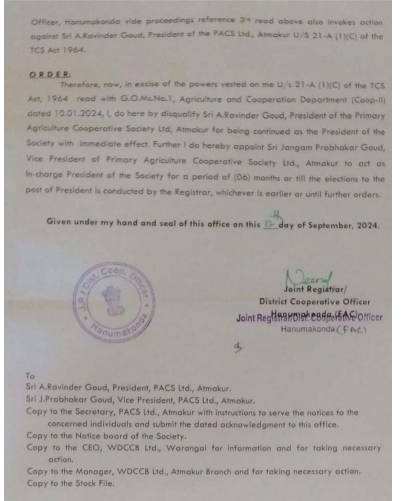 Officer, Hanumakonda vide proceedings reference 3rd read above also invokes action
against Sri A.Ravinder Goud, President of the PACS Ltd., Atmakur U/S 21-A (1)(C) of the
TCS Act 1964.
ORDER:
Therefore, now, in excise of the powers vested on me U/s 21-A (1)(C) of the TCS
Act, 1964 read with G.O.Ms.No.1, Agriculture and Cooperation Department (Coop-II)
dated 10.01.2024, I, do here by disqualify Sri A.Ravinder Goud, President of the Primary
Agriculture Cooperative Society Ltd, Atmakur for being continued as the President of the
Society with immediate effect. Further I do hereby appoint Sri Jangam Prabhakar Goud,
Vice President of Primary Agriculture Cooperative Society Ltd., Atmakur to act as
In-charge President of the Society for a period of (06) months or till the elections to the
post of President is conducted by the Registrar, whichever is earlier or until further orders.
Given under my hand and seal of this office on this 12th day of September, 2024.
J.R./ Dist. Coop. Officer
Hanumakonda
Joint Registrar/
District Cooperative Officer
Hanumakonda (FAC)
Joint Registrar/Dist. Cooperative Officer
Hanumakonda (FAC)
To
Sri A.Ravinder Goud, President, PACS Ltd., Atmakur.
Sri J.Prabhakar Goud, Vice President, PACS Ltd., Atmakur.
Copy to the Secretary, PACS Ltd., Atmakur with instructions to serve the notices to the
concerned individuals and submit the dated acknowledgment to this office.
Copy to the Notice board of the Society.
Copy to the CEO, WDCCB Ltd., Warangal for information and for taking necessary
action.
Copy to the Manager, WDCCB Ltd., Atmakur Branch and for taking necessary action.
Copy to the Stock File.